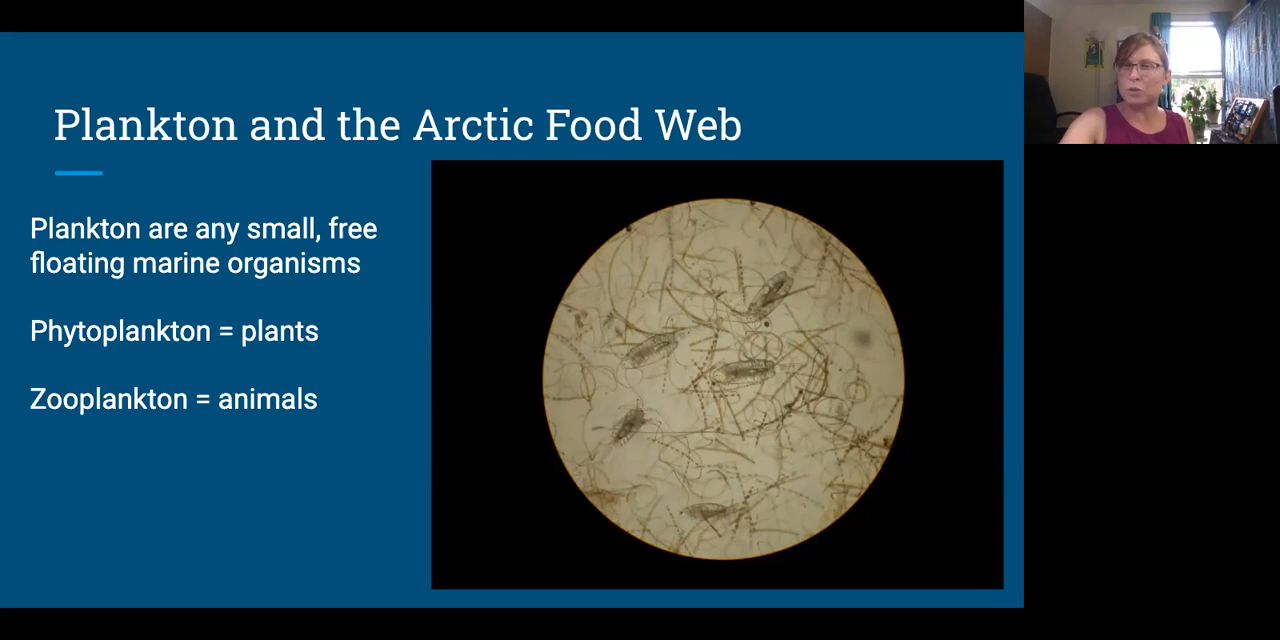 Plankton and the Arctic Food Web
Plankton are any small, free
floating marine organisms
Phytoplankton = plants
Zooplankton = animals